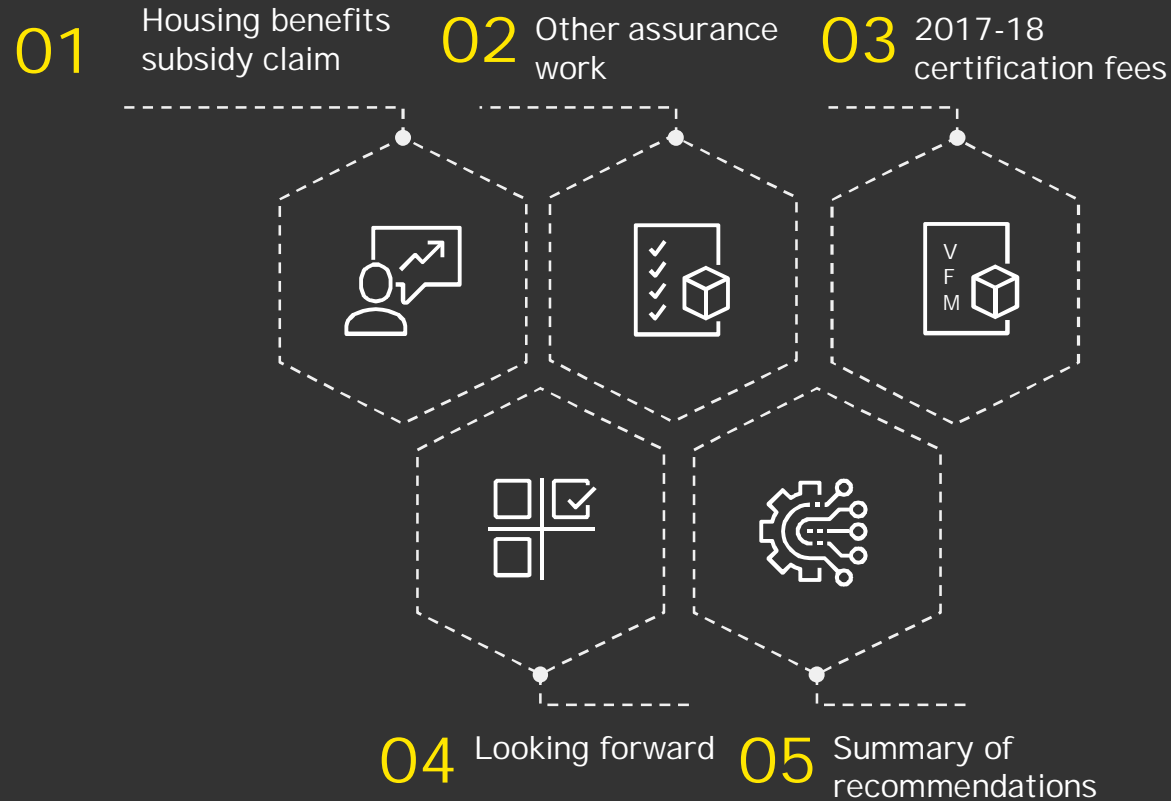 01
Housing benefits
subsidy claim
02
Other assurance
work
03
2017-18
certification fees
V
F
M
04
Looking forward
05
Summary of
recommendations